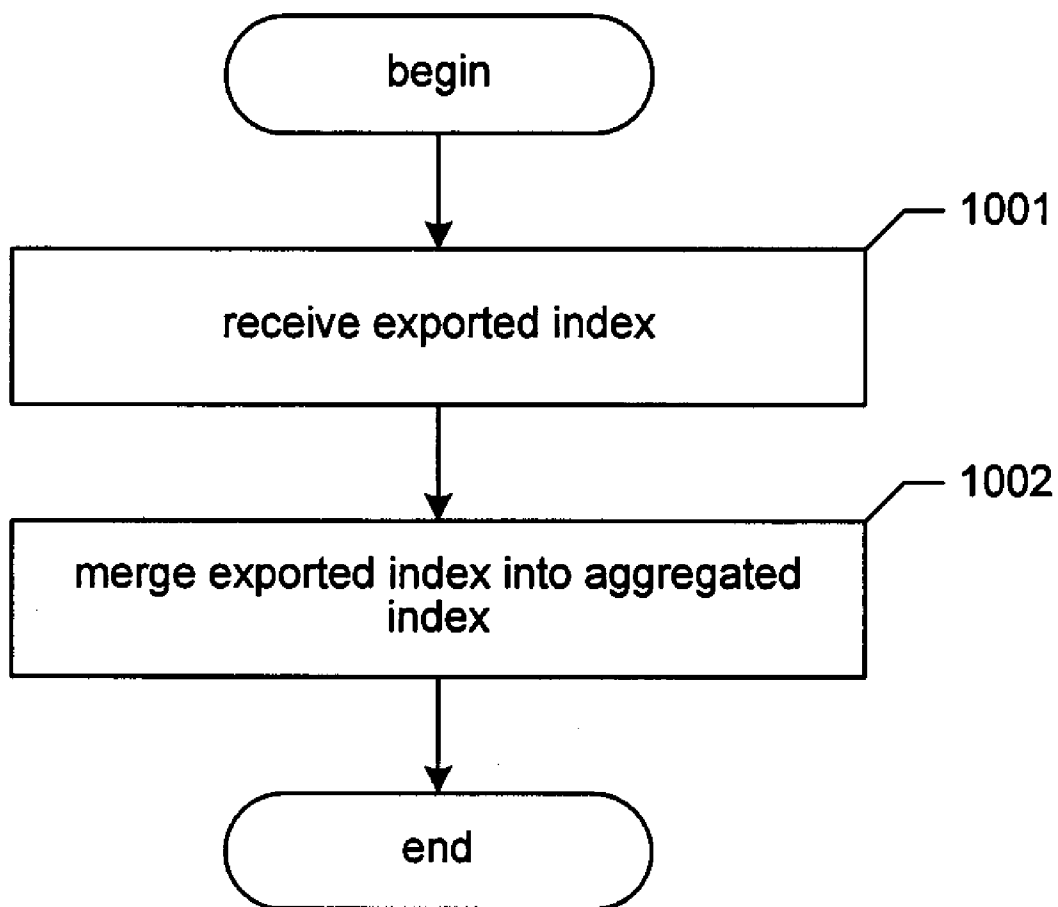 begin
1001
receive exported index
1002
merge exported index into aggregated
index
end